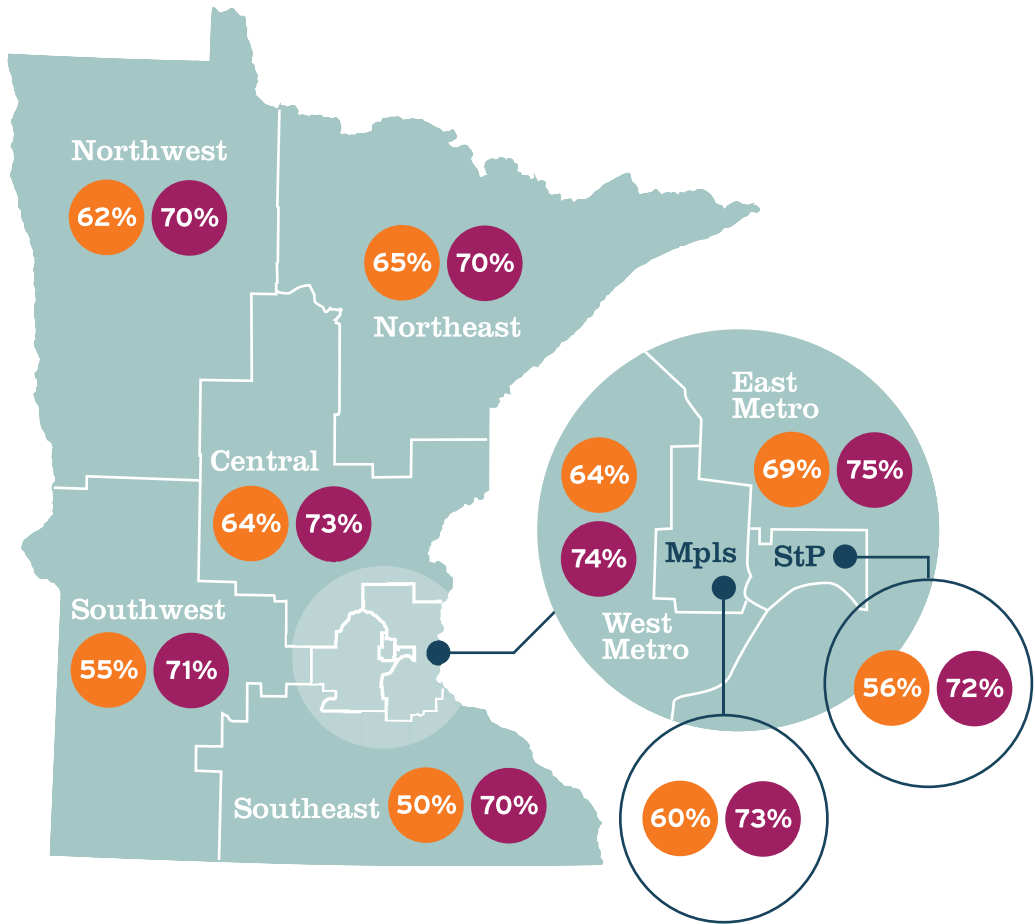 Northwest
62% 70%
65% 70%
Northeast
East
Metro
69% 75%
64%
74%
Central
64% 73%
Mpls
StP
Southwest
55% 71%
West
Metro
56% 72%
Southeast 50% 70%
60% 73%